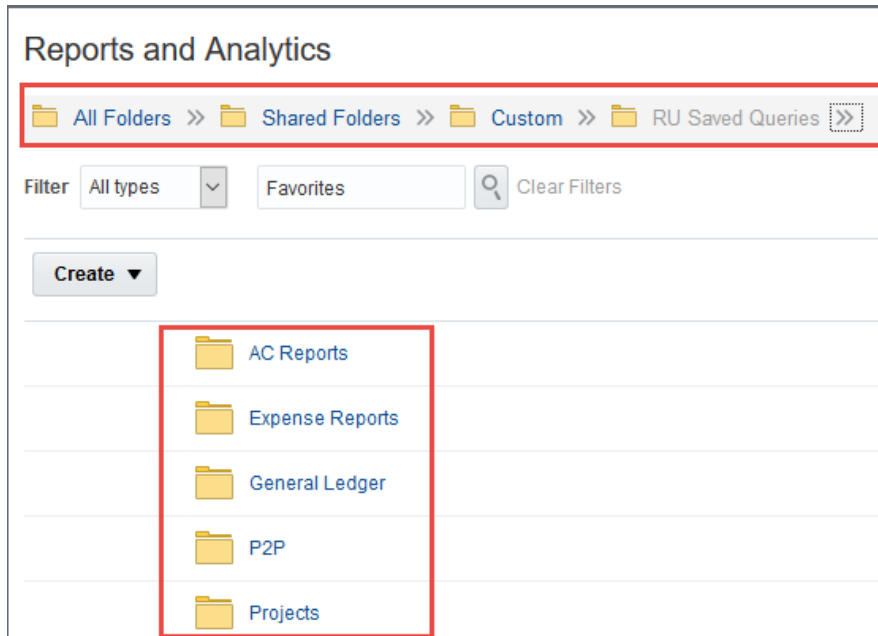 Reports and Analytics
All Folders » Shared Folders » Custom » RU Saved Queries »
Filter All types Favorites Clear Filters
Create
AC Reports
Expense Reports
General Ledger
P2P
Projects